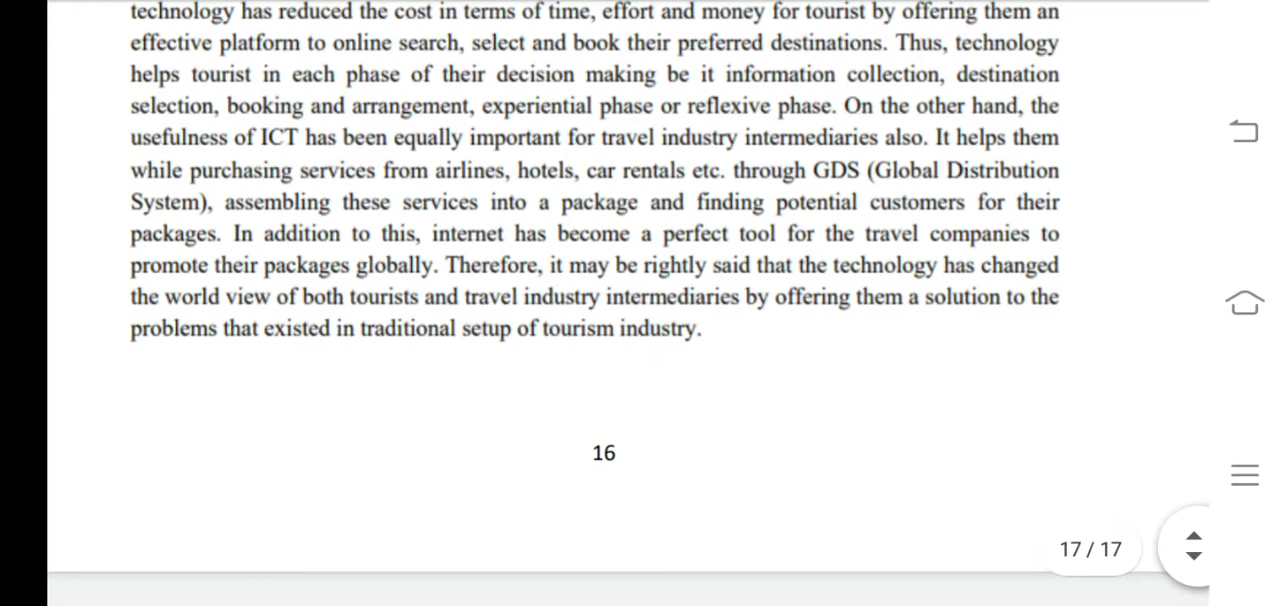 technology has reduced the cost in terms of time, effort and money for tourist by offering them an
effective platform to online search, select and book their preferred destinations. Thus, technology
helps tourist in each phase of their decision making be it information collection, destination
selection, booking and arrangement, experiential phase or reflexive phase. On the other hand, the
usefulness of ICT has been equally important for travel industry intermediaries also. It helps them
while purchasing services from airlines, hotels, car rentals etc. through GDS (Global Distribution
System), assembling these services into a package and finding potential customers for their
packages. In addition to this, internet has become a perfect tool for the travel companies to
promote their packages globally. Therefore, it may be rightly said that the technology has changed
the world view of both tourists and travel industry intermediaries by offering them a solution to the
problems that existed in traditional setup of tourism industry.
16
17 / 17